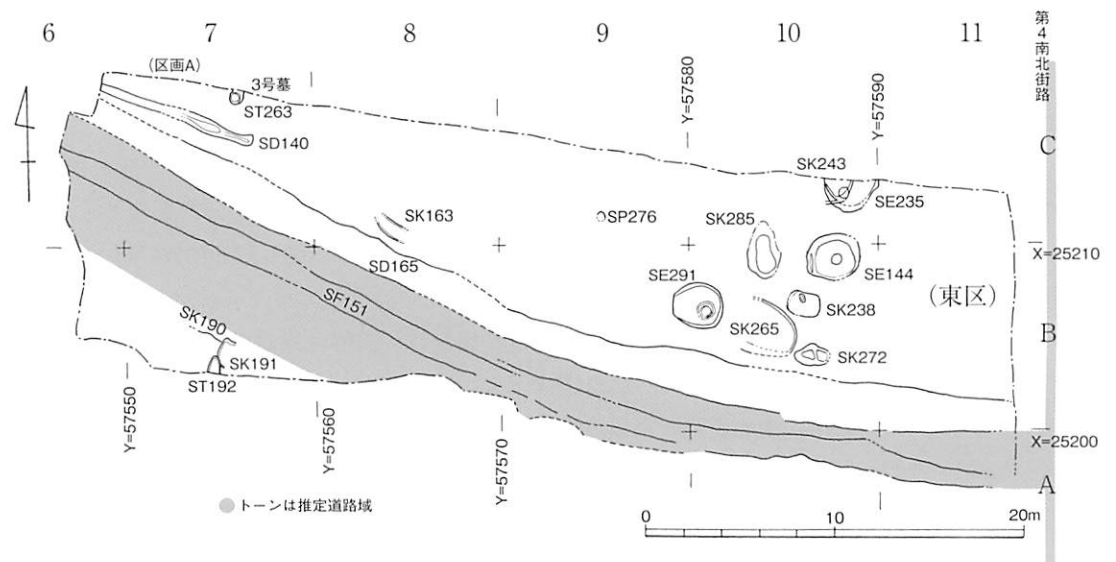 6
7
8
9
10
11
第4南北街路
(区画A)
3号墓
ST263
SD140
C
SK243
SE235
SK163
SP276
SK285
SD165
SE144
X=25210
SE291
(東区)
SF151
SK238
B
SK265
SK190
SK272
SK191
ST192
Y=57550
Y=57560
Y=57570
Y=57580
Y=57590
X=25200
A
トーンは推定道路域
0
10
20m